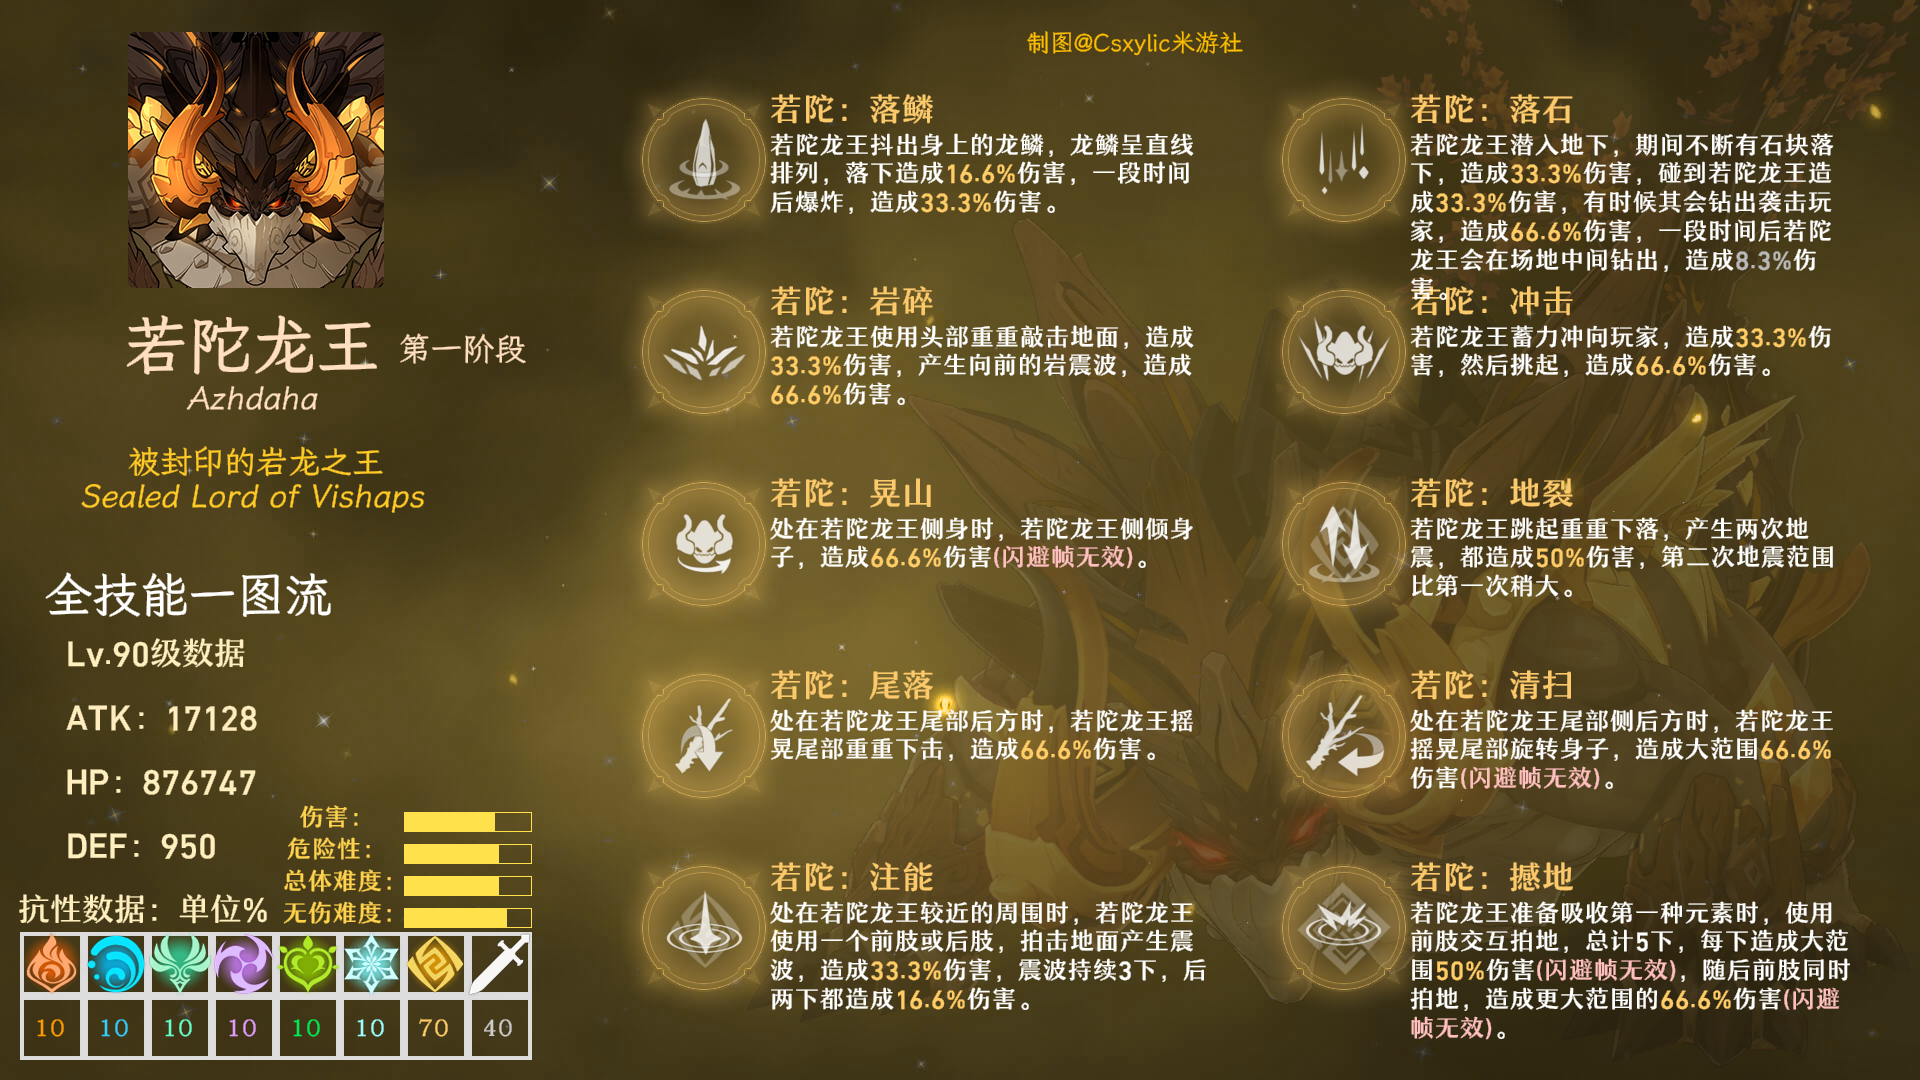 制图@Csxylic米游社
若陀龙王 第一阶段
Azhdaha
被封印的岩龙之王
Sealed Lord of Vishaps
全技能一图流
Lv.90级数据
ATK：17128
HP：876747
DEF：950
伤害：
危险性：
总体难度：
无伤难度：
抗性数据：单位%
10 10 10 10 10 10 70 40
若陀：落鳞
若陀龙王抖出身上的龙鳞，龙鳞呈直线
排列，落下造成16.6%伤害，一段时间
后爆炸，造成33.3%伤害。
若陀：岩碎
若陀龙王使用头部重重敲击地面，造成
33.3%伤害，产生向前的岩震波，造成
66.6%伤害。
若陀：晃山
处在若陀龙王侧身时，若陀龙王侧倾身
子，造成66.6%伤害(闪避帧无效)。
若陀：尾落
处在若陀龙王尾部后方时，若陀龙王摇
晃尾部重重下击，造成66.6%伤害。
若陀：注能
处在若陀龙王较近的周围时，若陀龙王
使用一个前肢或后肢，拍击地面产生震
波，造成33.3%伤害，震波持续3下，后
两下都造成16.6%伤害。
若陀：落石
若陀龙王潜入地下，期间不断有石块落
下，造成33.3%伤害，碰到若陀龙王造
成33.3%伤害，有时候其会钻出袭击玩
家，造成66.6%伤害，一段时间后若陀
龙王会在场地中间钻出，造成8.3%伤
害。
若陀：冲击
若陀龙王蓄力冲向玩家，造成33.3%伤
害，然后挑起，造成66.6%伤害。
若陀：地裂
若陀龙王跳起重重下落，产生两次地
震，都造成50%伤害，第二次地震范围
比第一次稍大。
若陀：清扫
处在若陀龙王尾部侧后方时，若陀龙王
摇晃尾部旋转身子，造成大范围66.6%
伤害(闪避帧无效)。
若陀：撼地
若陀龙王准备吸收第一种元素时，使用
前肢交互拍地，总计5下，每下造成大范
围50%伤害(闪避帧无效)，随后前肢同时
拍地，造成更大范围的66.6%伤害(闪避
帧无效)。